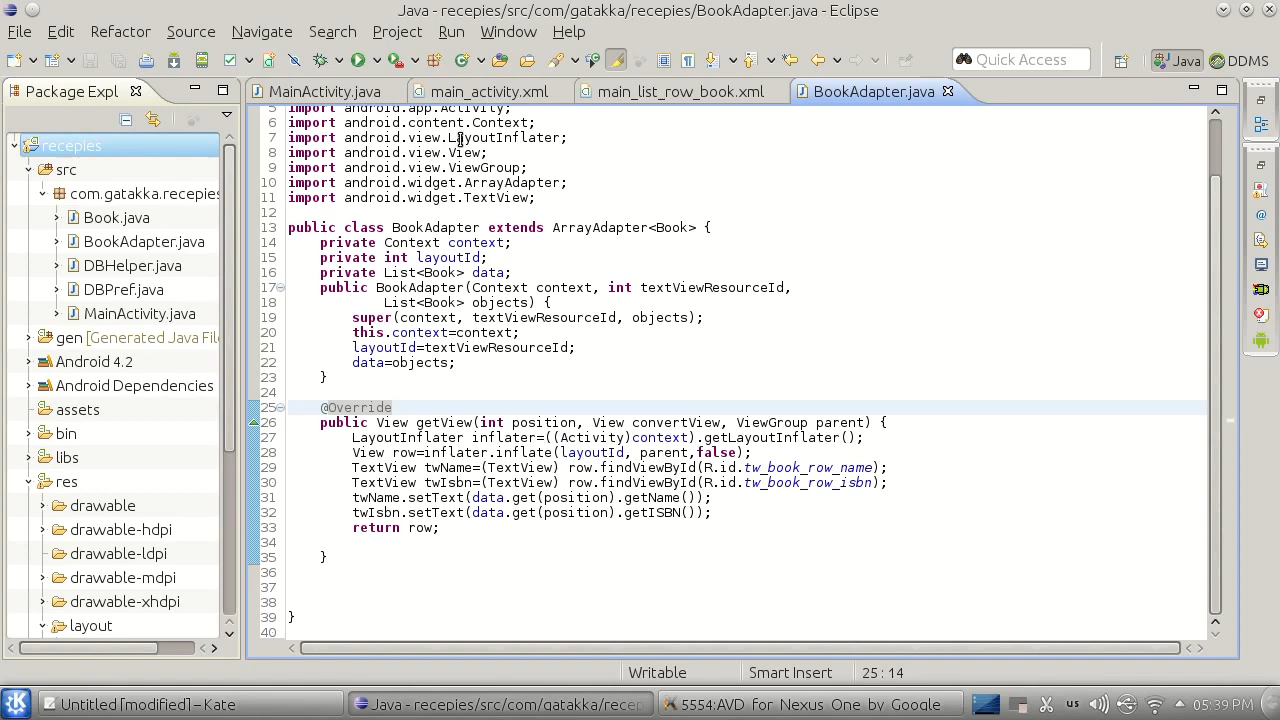 Java - recepies/src/com/gatakka/recepies/BookAdapter.java - Eclipse
File Edit Refactor Source Navigate Search Project Run Window Help
Quick Access Java DDMS
Package Expl MainActivity.java main_activity.xml main_list_row_book.xml BookAdapter.java
recepies
src
com.gatakka.recepies
Book.java
BookAdapter.java
DBHelper.java
DBPref.java
MainActivity.java
gen [Generated Java Fil
Android 4.2
Android Dependencies
assets
bin
libs
res
drawable
drawable-hdpi
drawable-ldpi
drawable-mdpi
drawable-xhdpi
layout
5 import android.app.Activity;
6 import android.content.Context;
7 import android.view.LayoutInflater;
8 import android.view.View;
9 import android.view.ViewGroup;
10 import android.widget.ArrayAdapter;
11 import android.widget.TextView;
12
13 public class BookAdapter extends ArrayAdapter<Book> {
14 private Context context;
15 private int layoutId;
16 private List<Book> data;
17 public BookAdapter(Context context, int textViewResourceId,
18 List<Book> objects) {
19 super(context, textViewResourceId, objects);
20 this.context=context;
21 layoutId=textViewResourceId;
22 data=objects;
23 }
24
25 @Override
26 public View getView(int position, View convertView, ViewGroup parent) {
27 LayoutInflater inflater=((Activity)context).getLayoutInflater();
28 View row=inflater.inflate(layoutId, parent,false);
29 TextView twName=(TextView) row.findViewById(R.id.tw_book_row_name);
30 TextView twIsbn=(TextView) row.findViewById(R.id.tw_book_row_isbn);
31 twName.setText(data.get(position).getName());
32 twIsbn.setText(data.get(position).getISBN());
33 return row;
34
35 }
36
37
38
39 }
40
Writable Smart Insert 25 : 14
Untitled [modified] - Kate Java - recepies/src/com/gatakka/recep 5554:AVD for Nexus One by Google us 05:39 PM